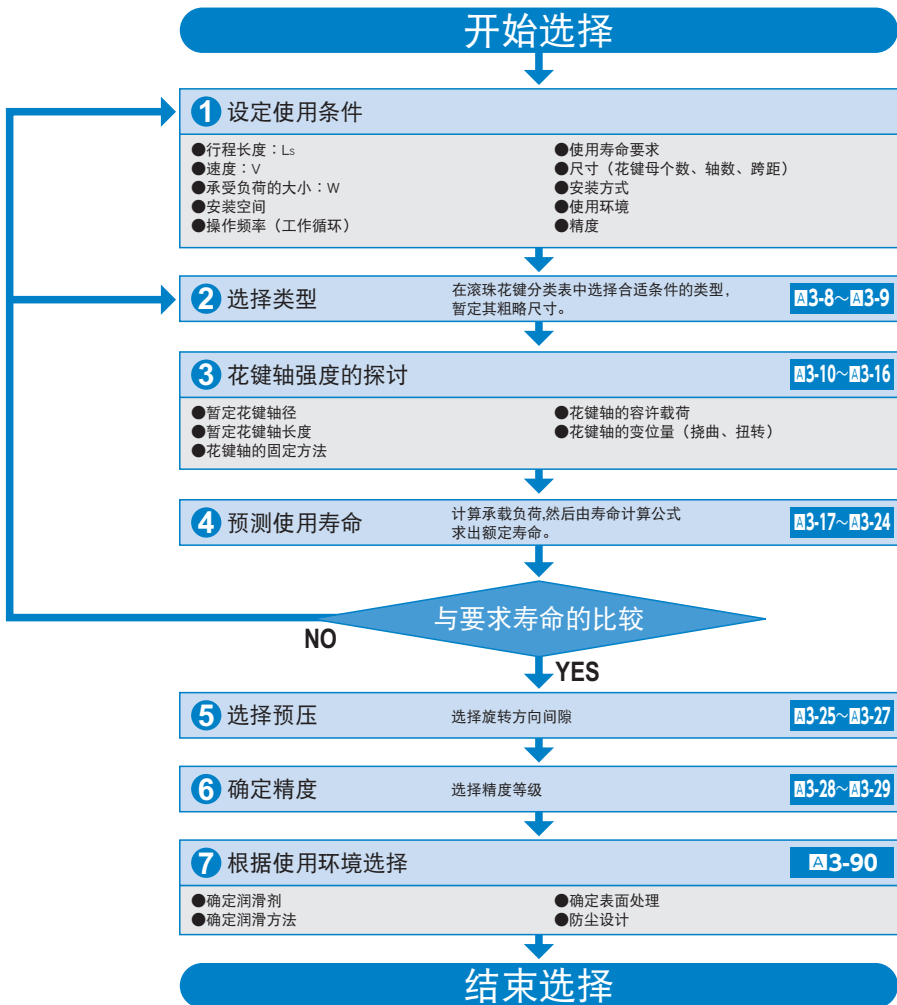 开始选择
1 设定使用条件
●行程长度：Ls
●速度：V
●承受负荷的大小：W
●安装空间
●操作频率（工作循环）
●使用寿命要求
●尺寸（花键母个数、轴数、跨距）
●安装方式
●使用环境
●精度
2 选择类型
在滚珠花键分类表中选择合适条件的类型，
暂定其粗略尺寸。
A3-8～A3-9
3 花键轴强度的探讨
A3-10～A3-16
●暂定花键轴径
●暂定花键轴长度
●花键轴的固定方法
●花键轴的容许载荷
●花键轴的变位量（挠曲、扭转）
4 预测使用寿命
计算承载负荷,然后由寿命计算公式
求出额定寿命。
A3-17～A3-24
与要求寿命的比较
NO
YES
5 选择预压
选择旋转方向间隙
A3-25～A3-27
6 确定精度
选择精度等级
A3-28～A3-29
7 根据使用环境选择
A3-90
●确定润滑剂
●确定润滑方法
●确定表面处理
●防尘设计
结束选择